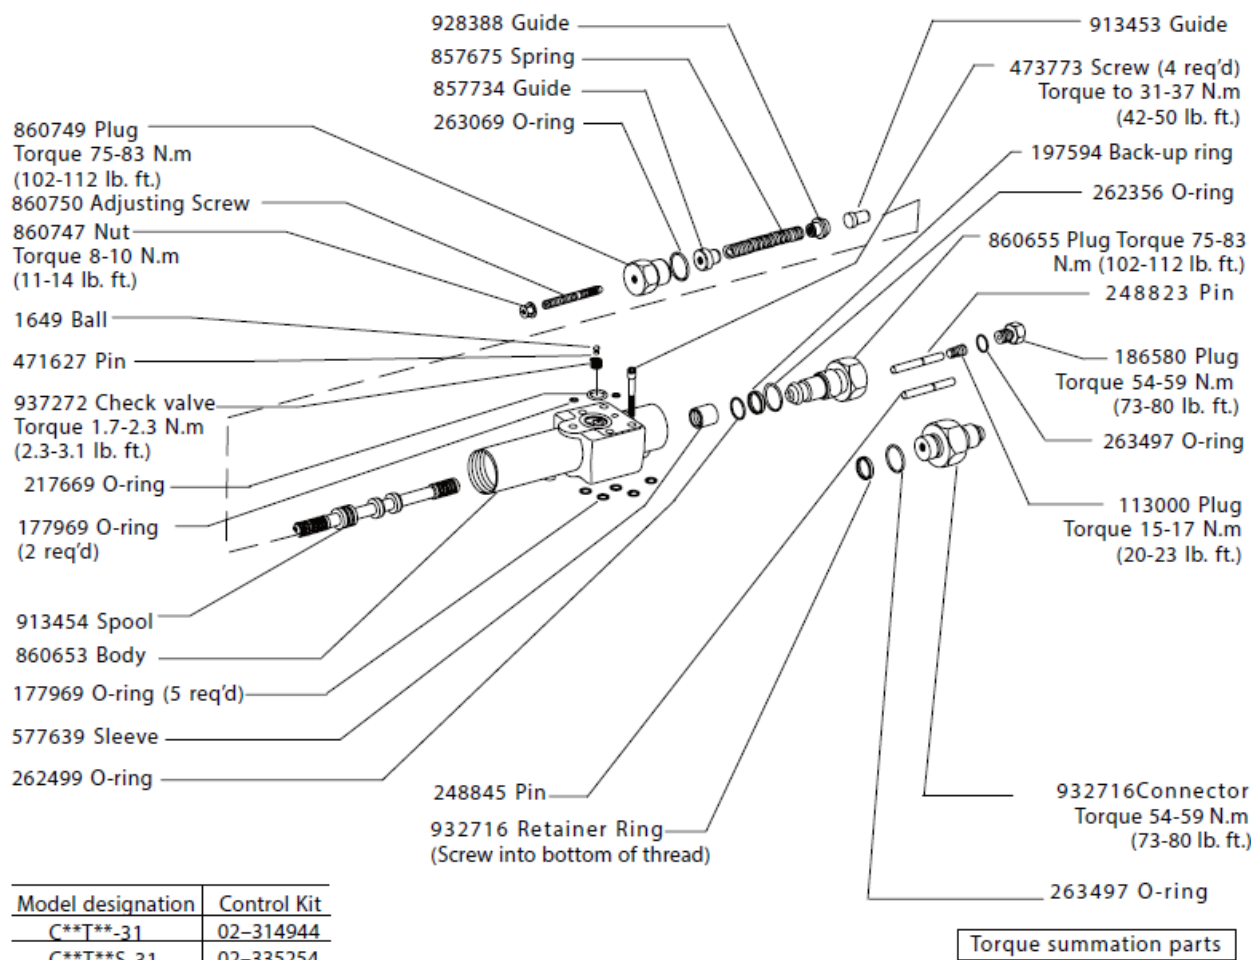 928388 Guide
857675 Spring
857734 Guide
263069 O-ring
913453 Guide
473773 Screw (4 req'd)
Torque to 31-37 N.m
(42-50 lb. ft.)
197594 Back-up ring
262356 O-ring
860655 Plug Torque 75-83
N.m (102-112 lb. ft.)
248823 Pin
186580 Plug
Torque 54-59 N.m
(73-80 lb. ft.)
263497 O-ring
113000 Plug
Torque 15-17 N.m
(20-23 lb. ft.)
860749 Plug
Torque 75-83 N.m
(102-112 lb. ft.)
860750 Adjusting Screw
860747 Nut
Torque 8-10 N.m
(11-14 lb. ft.)
1649 Ball
471627 Pin
937272 Check valve
Torque 1.7-2.3 N.m
(2.3-3.1 lb. ft.)
217669 O-ring
177969 O-ring
(2 req'd)
913454 Spool
860653 Body
177969 O-ring (5 req'd)
577639 Sleeve
262499 O-ring
248845 Pin
932716 Retainer Ring
(Screw into bottom of thread)
932716Connector
Torque 54-59 N.m
(73-80 lb. ft.)
263497 O-ring
Model designation Control Kit
C**T**-31 02–314944
C**T**S-31 02–335254
Torque summation parts